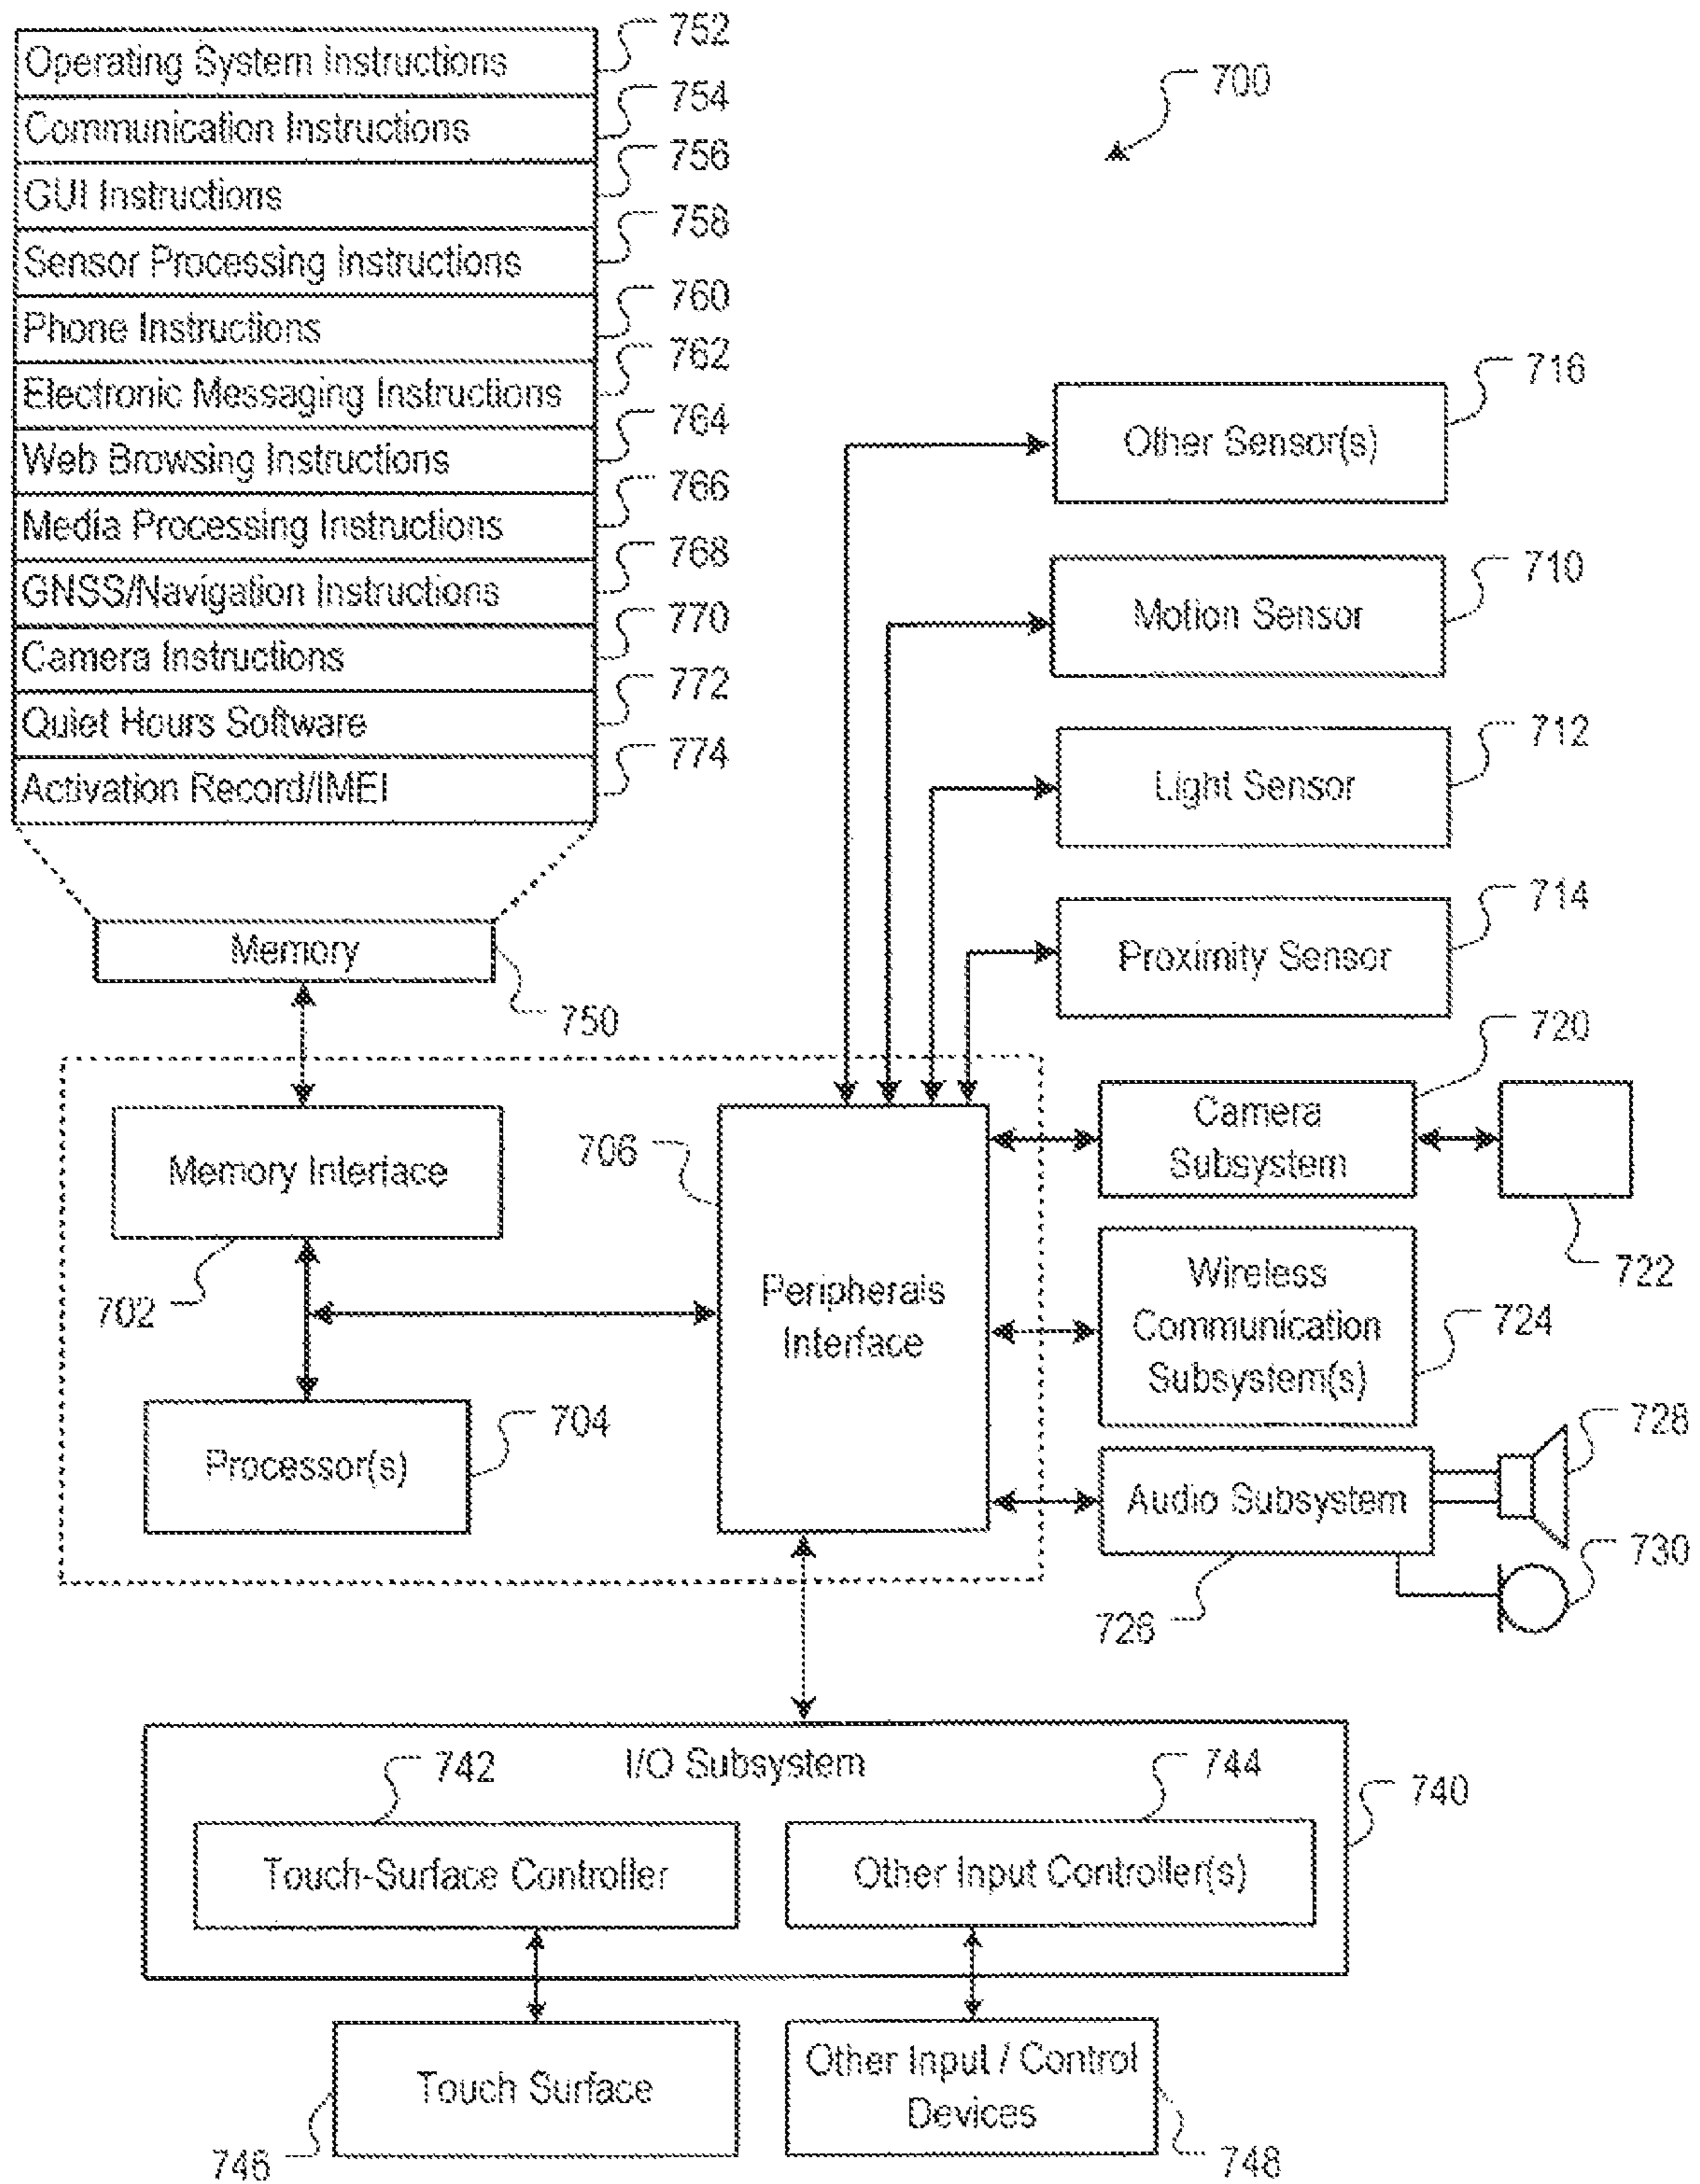 752
Operating System Instructions
700
754
Communication Instructions
756
GUI Instructions
758
Sensor Processing Instructions
760
Phone Instructions
762
Electronic Messaging Instructions
764
Web Browsing Instructions
766
Media Processing Instructions
768
GNSS/Navigation Instructions
770
Camera Instructions
772
Quiet Hours Software
774
Activation Record/IMEI
716
Other Sensor(s)
710
Motion Sensor
712
Light Sensor
714
Proximity Sensor
Memory
750
720
Camera
Subsystem
722
706
Memory Interface
702
Peripherals
Interface
Wireless
Communication
Subsystem(s)
724
704
Processor(s)
728
Audio Subsystem
726
730
I/O Subsystem
742
744
740
Touch-Surface Controller
Other Input Controller(s)
Touch Surface
746
Other Input / Control
Devices
748